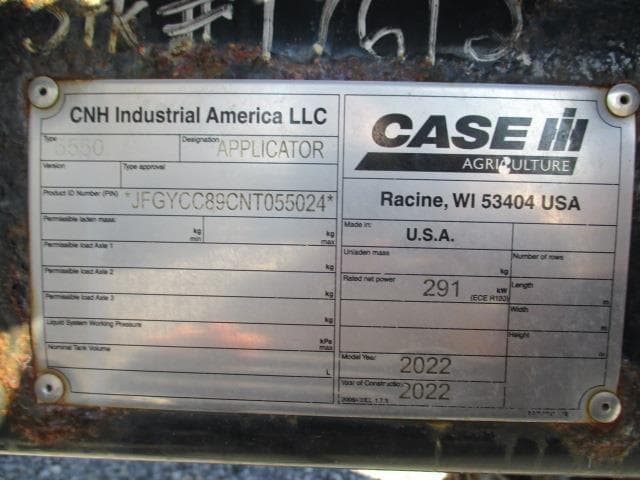 STK#17613
CNH Industrial America LLC
Type
5550
Designation
APPLICATOR
Version
Type approval
Product ID Number (PIN)
*JFGYCC89CNT055024*
Permissible laden mass:
kg min
kg max
Permissible load Axle 1
kg
Permissible load Axle 2
kg
Permissible load Axle 3
kg
Liquid System Working Pressure
kPa max
Nominal Tank Volume
L
CASE IH
AGRICULTURE
Racine, WI 53404 USA
Made in:
U.S.A.
Unladen mass
kg
Rated net power
291
kW
(ECE R120)
Model Year
2022
Year of Construction
2022
Number of rows
Length
m
Width
m
Height
m